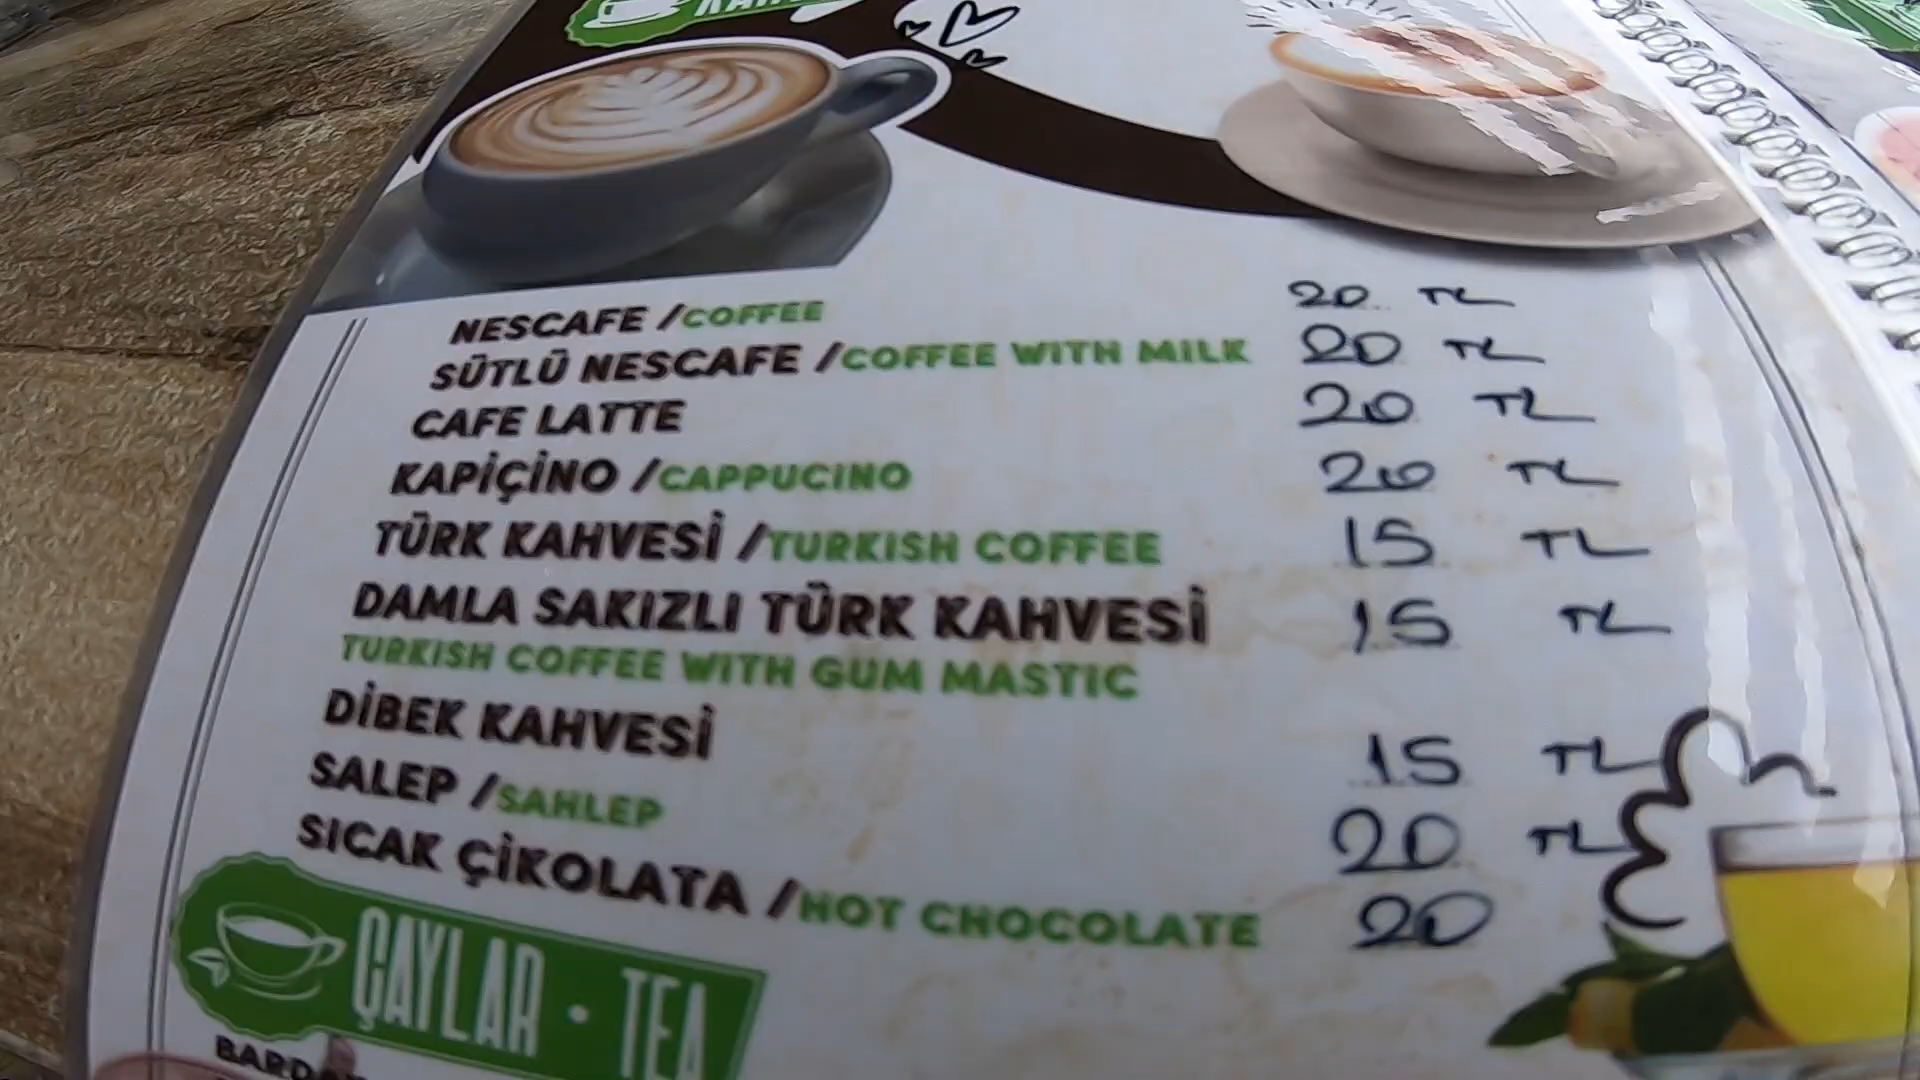 NESCAFE /COFFEE 20 TL
SÜTLÜ NESCAFE /COFFEE WITH MILK 20 TL
CAFE LATTE 20 TL
KAPİÇİNO /CAPPUCINO 20 TL
TÜRK KAHVESİ /TURKISH COFFEE 15 TL
DAMLA SAKIZLI TÜRK KAHVESİ 15 TL
TURKISH COFFEE WITH GUM MASTIC
DİBEK KAHVESİ 15 TL
SALEP /SAHLEP 20 TL
SICAK ÇİKOLATA /HOT CHOCOLATE 20
ÇAYLAR • TEA